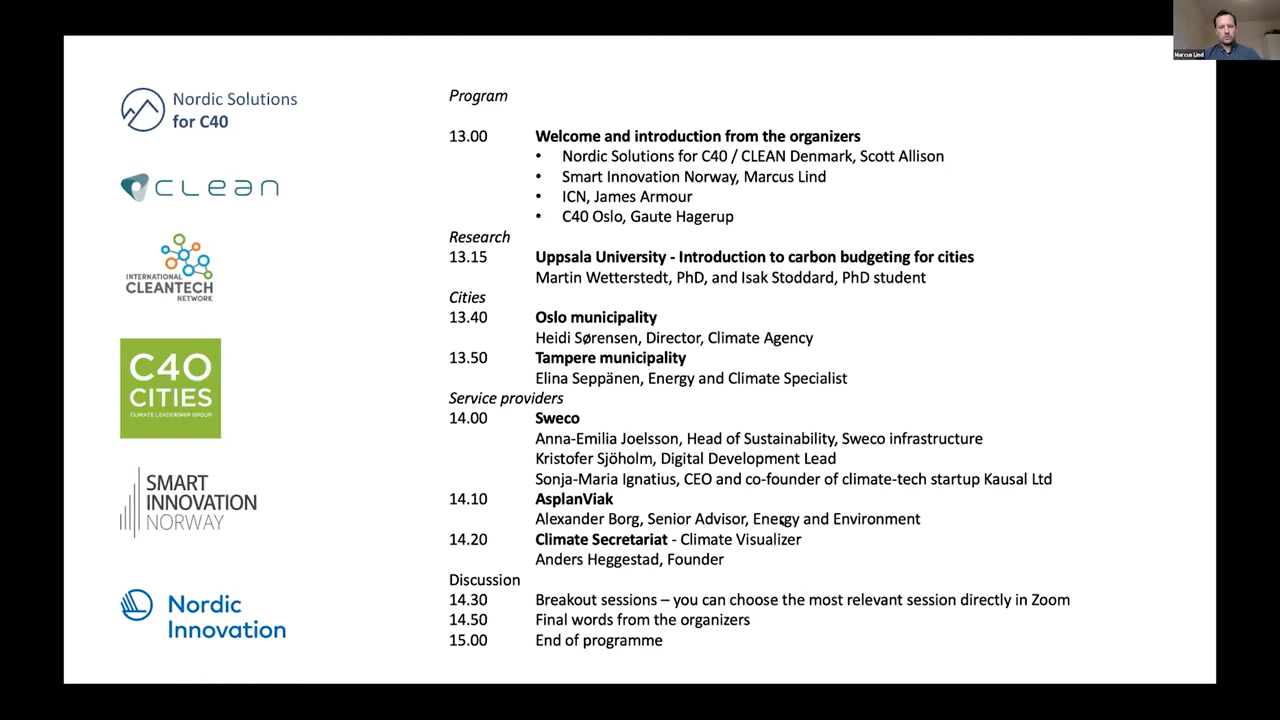 Marcus Lind
Nordic Solutions
for C40
CLEAN
INTERNATIONAL
CLEANTECH
NETWORK
C40
CITIES
CLIMATE LEADERSHIP GROUP
SMART
INNOVATION
NORWAY
Nordic
Innovation
Program
13.00 Welcome and introduction from the organizers
• Nordic Solutions for C40 / CLEAN Denmark, Scott Allison
• Smart Innovation Norway, Marcus Lind
• ICN, James Armour
• C40 Oslo, Gaute Hagerup
Research
13.15 Uppsala University - Introduction to carbon budgeting for cities
Martin Wetterstedt, PhD, and Isak Stoddard, PhD student
Cities
13.40 Oslo municipality
Heidi Sørensen, Director, Climate Agency
13.50 Tampere municipality
Elina Seppänen, Energy and Climate Specialist
Service providers
14.00 Sweco
Anna-Emilia Joelsson, Head of Sustainability, Sweco infrastructure
Kristofer Sjöholm, Digital Development Lead
Sonja-Maria Ignatius, CEO and co-founder of climate-tech startup Kausal Ltd
14.10 AsplanViak
Alexander Borg, Senior Advisor, Energy and Environment
14.20 Climate Secretariat - Climate Visualizer
Anders Heggestad, Founder
Discussion
14.30 Breakout sessions – you can choose the most relevant session directly in Zoom
14.50 Final words from the organizers
15.00 End of programme